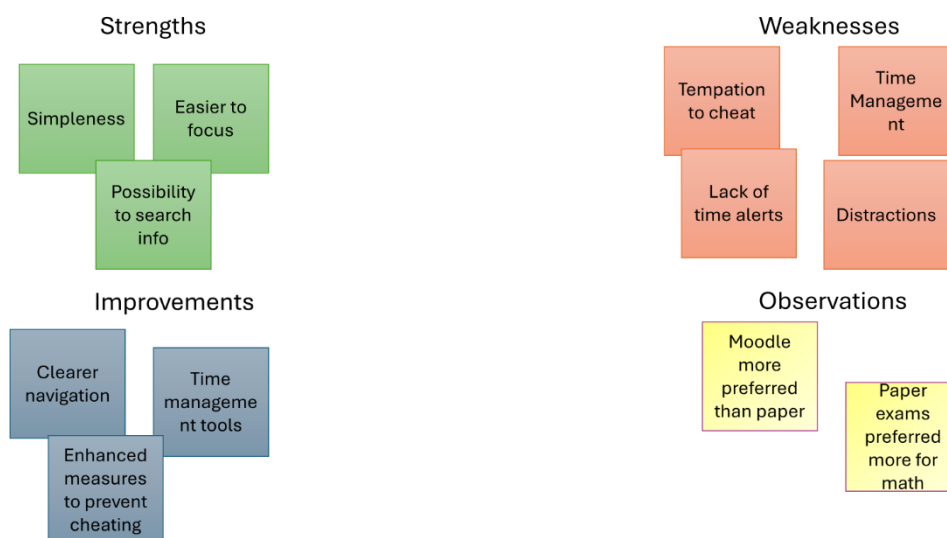 Strengths
Simpleness
Easier to
focus
Possibility
to search
info
Weaknesses
Tempation
to cheat
Time
Manageme
nt
Lack of
time alerts
Distractions
Improvements
Clearer
navigation
Time
manageme
nt tools
Enhanced
measures
to prevent
cheating
Observations
Moodle
more
preferred
than paper
Paper
exams
preferred
more for
math